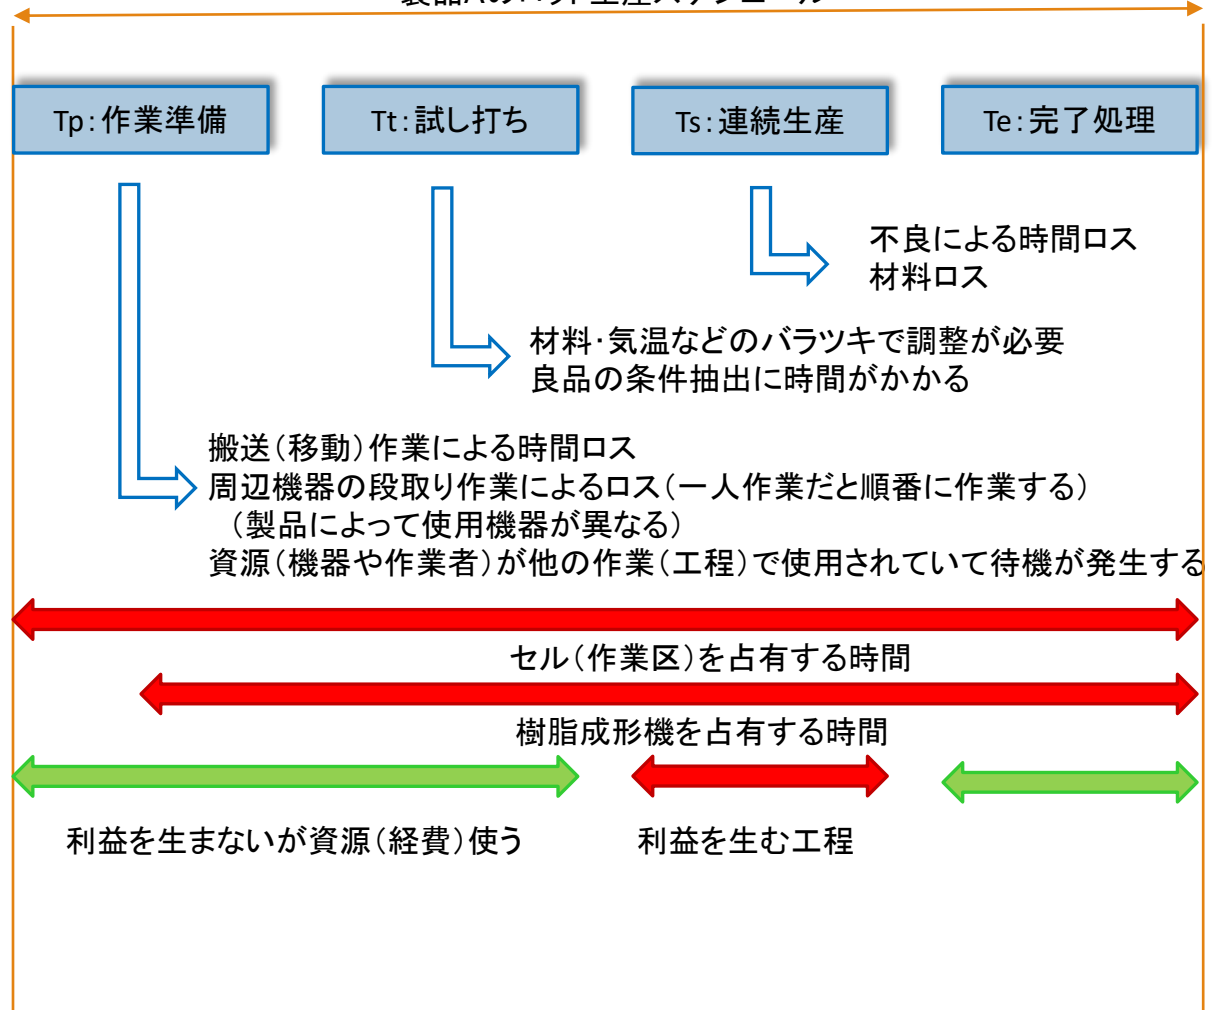 Tp:作業準備
Tt:試し打ち
Ts:連続生産
Te:完了処理
不良による時間ロス
材料ロス
材料・気温などのバラツキで調整が必要
良品の条件抽出に時間がかかる
搬送(移動)作業による時間ロス
周辺機器の段取り作業によるロス(一人作業だと順番に作業する)
(製品によって使用機器が異なる)
資源(機器や作業者)が他の作業(工程)で使用されていて待機が発生する
セル(作業区)を占有する時間
樹脂成形機を占有する時間
利益を生まないが資源(経費)使う
利益を生む工程